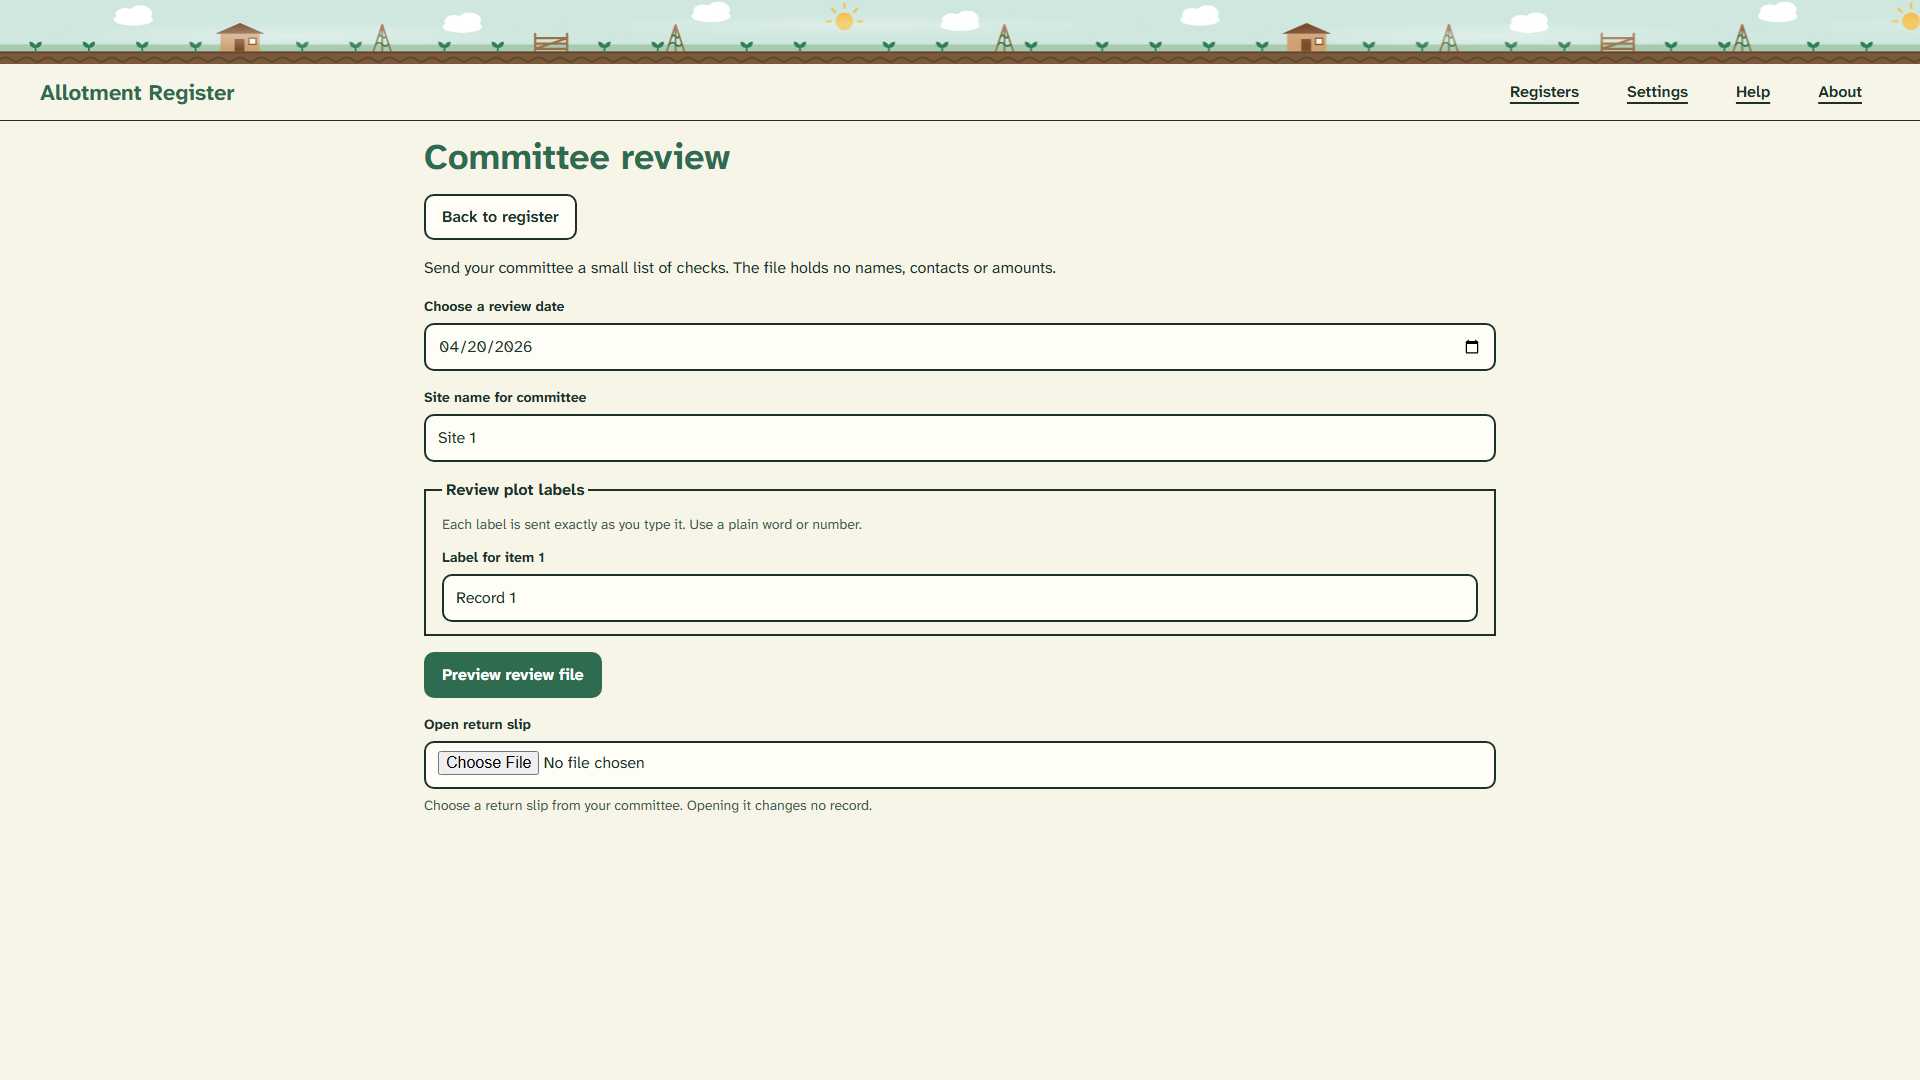 Allotment Register
Registers
Settings
Help
About
Committee review
Back to register
Send your committee a small list of checks. The file holds no names, contacts or amounts.
Choose a review date
04/20/2026
Site name for committee
Site 1
Review plot labels
Each label is sent exactly as you type it. Use a plain word or number.
Label for item 1
Record 1
Preview review file
Open return slip
Choose File No file chosen
Choose a return slip from your committee. Opening it changes no record.